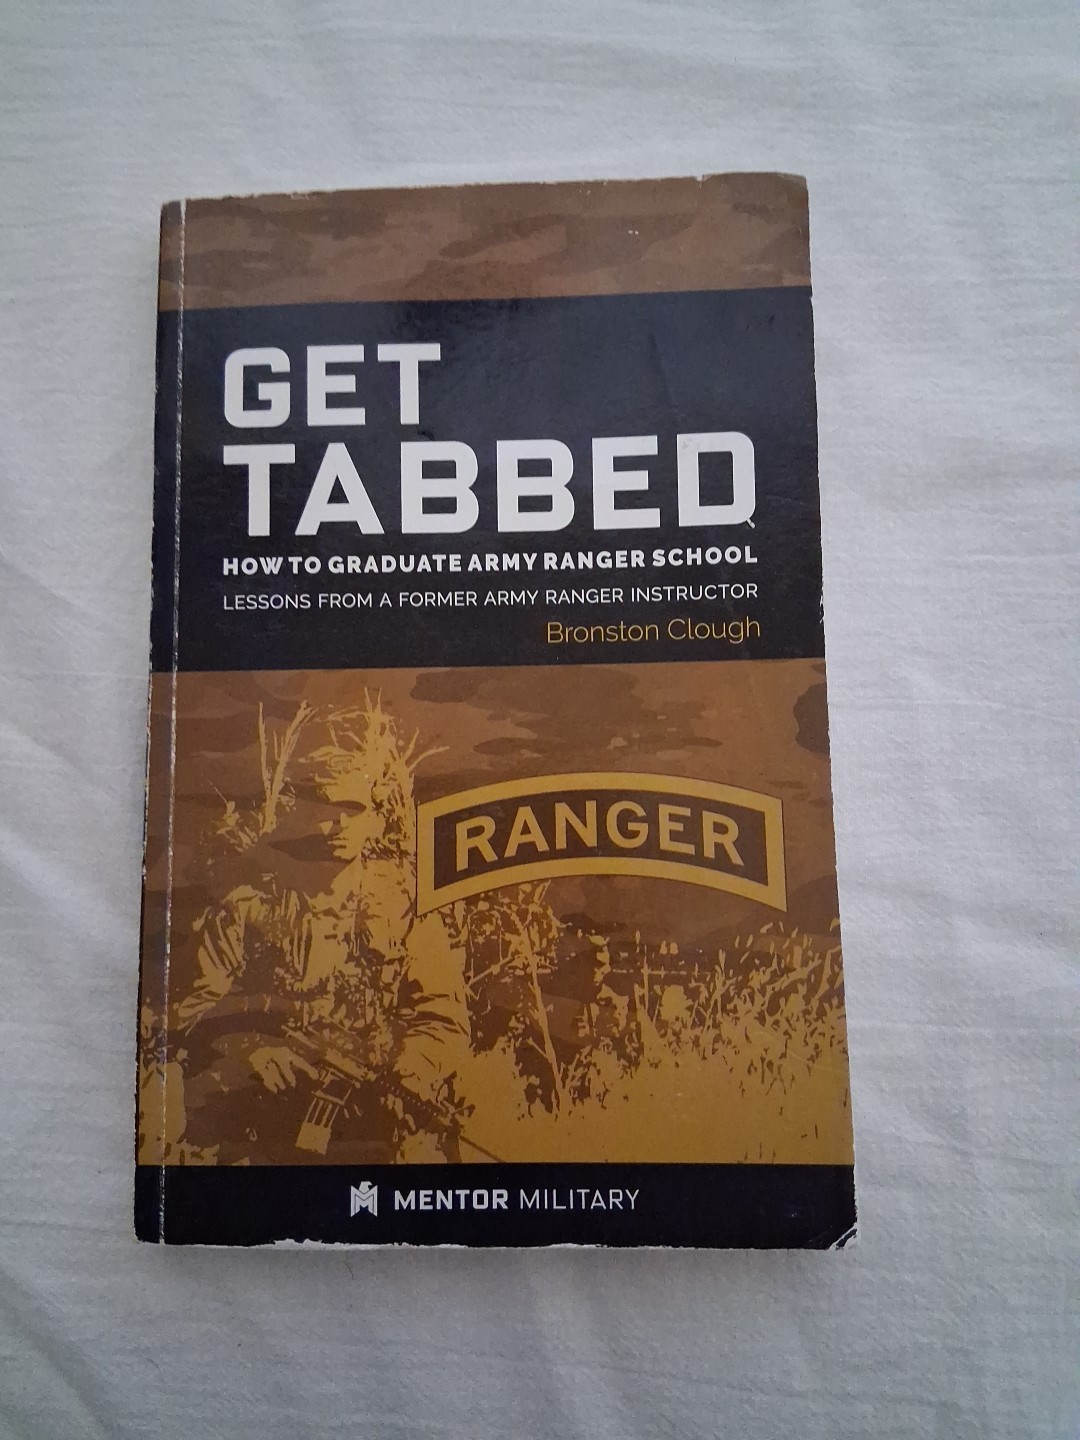 GET
TABBED
HOW TO GRADUATE ARMY RANGER SCHOOL
LESSONS FROM A FORMER ARMY RANGER INSTRUCTOR
Bronston Clough
RANGER
MENTOR MILITARY